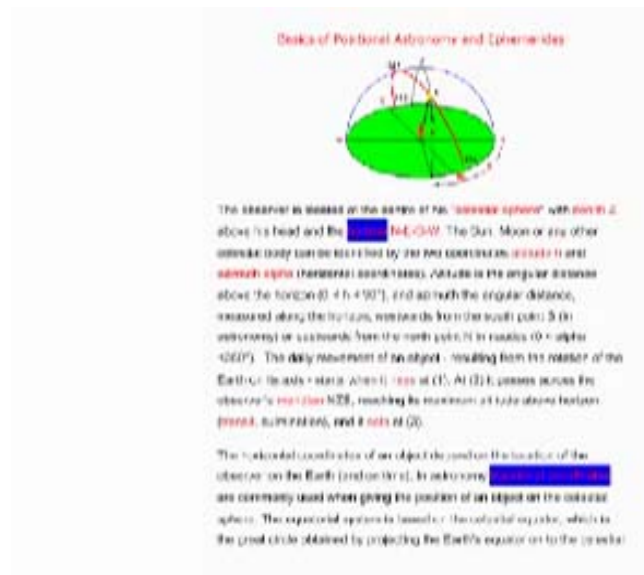 Basics of Positional Astronomy and Ephemerides
The observer is located at the centre of his "celestial sphere" with zenith Z
above his head and the horizon N-E-S-W. The Sun, Moon or any other
celestial body can be identified by the two coordinates altitude h and
azimuth alpha (horizontal coordinates). Altitude is the angular distance
above the horizon (0 < h < 90°), and azimuth the angular distance,
measured along the horizon, westwards from the south point S (in
astronomy) or eastwards from the north point N in nautics (0 < alpha
<360°). The daily movement of an object - resulting from the rotation of the
Earth on its axis - starts when it rises at (1). At (2) it passes across the
observer's meridian NZS, reaching its maximum altitude above horizon
(transit, culmination), and it sets at (3).
The horizontal coordinates of an object depend on the location of the
observer on the Earth (and on time). In astronomy equatorial coordinates
are commonly used when giving the position of an object on the celestial
sphere. The equatorial system is based on the celestial equator, which is
the great circle obtained by projecting the Earth's equator on to the celestial